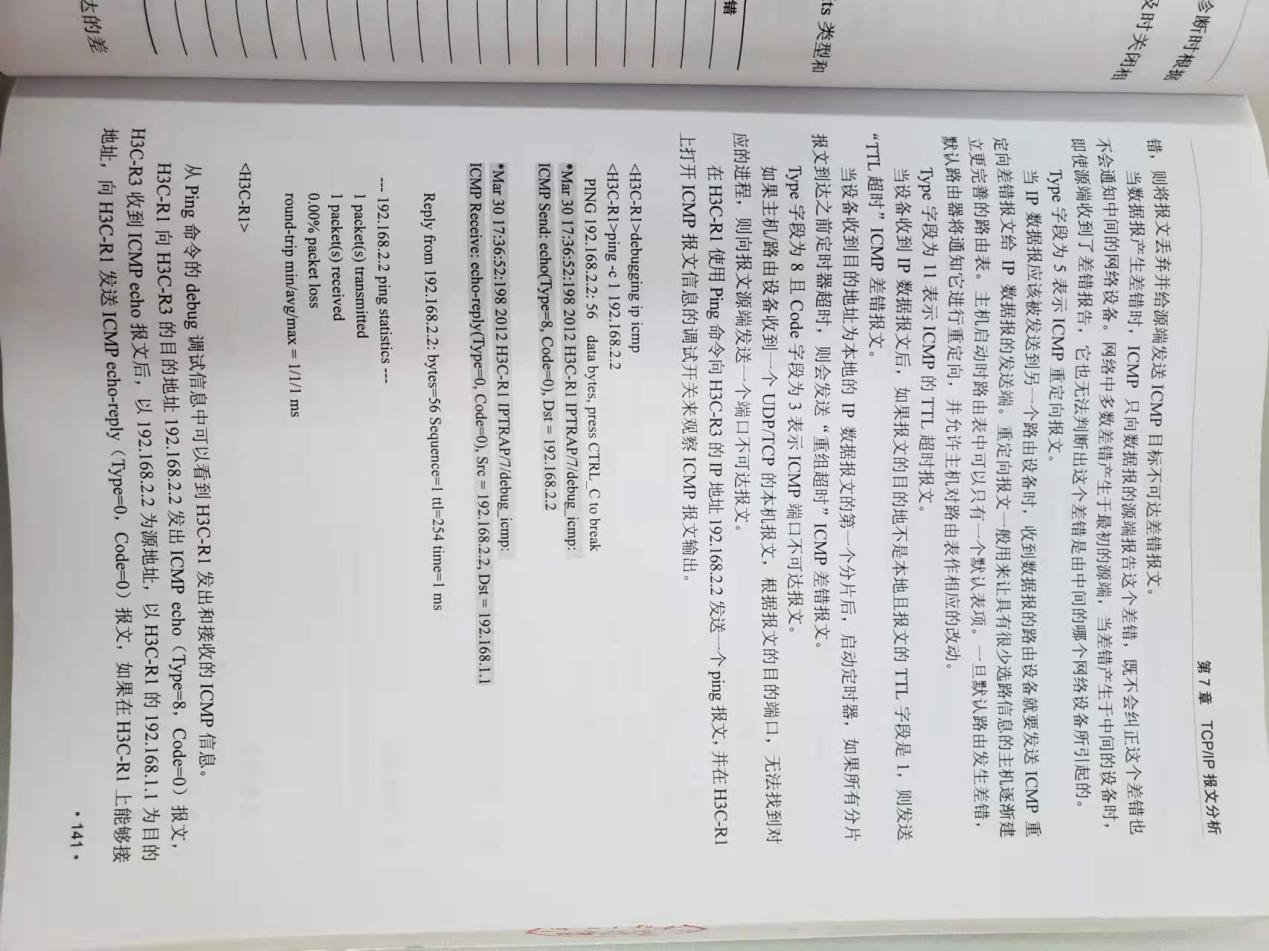 诊断时根据
及时关闭相
ts 类型和
错
达的差
第 7 章 TCP/IP 报文分析
错，则将报文丢弃并给源端发送 ICMP 目标不可达差错报文。
当数据报产生差错时，ICMP 只向数据报的源端报告这个差错，既不会纠正这个差错也
不会通知中间的网络设备。网络中多数差错产生于最初的源端，当差错产生于中间的设备时，
即使源端收到了差错报告，它也无法判断出这个差错是由中间的哪个网络设备所引起的。
Type 字段为 5 表示 ICMP 重定向报文。
当 IP 数据报应该被发送到另一个路由设备时，收到数据报的路由设备就要发送 ICMP 重
定向差错报文给 IP 数据报的发送端。重定向报文一般用来让具有很少选路信息的主机逐渐建
立更完善的路由表。主机启动时路由表中可以只有一个默认表项。一旦默认路由发生差错，
默认路由器将通知它进行重定向，并允许主机对路由表作相应的改动。
Type 字段为 11 表示 ICMP 的 TTL 超时报文。
当设备收到 IP 数据报文后，如果报文的目的地不是本地且报文的 TTL 字段是 1，则发送
“TTL 超时” ICMP 差错报文。
当设备收到目的地址为本地的 IP 数据报文的第一个分片后，启动定时器，如果所有分片
报文到达之前定时器超时，则会发送 “重组超时” ICMP 差错报文。
Type 字段为 8 且 Code 字段为 3 表示 ICMP 端口不可达报文。
如果主机/路由设备收到一个 UDP/TCP 的本机报文，根据报文的目的端口，无法找到对
应的进程，则向报文源端发送一个端口不可达报文。
在 H3C-R1 使用 Ping 命令向 H3C-R3 的 IP 地址 192.168.2.2 发送一个 ping 报文，并在 H3C-R1
上打开 ICMP 报文信息的调试开关来观察 ICMP 报文输出。
<H3C-R1>debugging ip icmp
<H3C-R1>ping -c 1 192.168.2.2
PING 192.168.2.2: 56 data bytes, press CTRL_C to break
*Mar 30 17:36:52:198 2012 H3C-R1 IPTRAP/7/debug_icmp:
ICMP Send: echo(Type=8, Code=0), Dst = 192.168.2.2
*Mar 30 17:36:52:198 2012 H3C-R1 IPTRAP/7/debug_icmp:
ICMP Receive: echo-reply(Type=0, Code=0), Src = 192.168.2.2, Dst = 192.168.1.1
Reply from 192.168.2.2: bytes=56 Sequence=1 ttl=254 time=1 ms
--- 192.168.2.2 ping statistics ---
1 packet(s) transmitted
1 packet(s) received
0.00% packet loss
round-trip min/avg/max = 1/1/1 ms
<H3C-R1>
从 Ping 命令的 debug 调试信息中可以看到 H3C-R1 发出和接收的 ICMP 信息。
H3C-R1 向 H3C-R3 的目的地址 192.168.2.2 发出 ICMP echo（Type=8，Code=0）报文，
H3C-R3 收到 ICMP echo 报文后，以 192.168.2.2 为源地址，以 H3C-R1 的 192.168.1.1 为目的
地址，向 H3C-R1 发送 ICMP echo-reply（Type=0，Code=0）报文，如果在 H3C-R1 上能够接
• 141 •